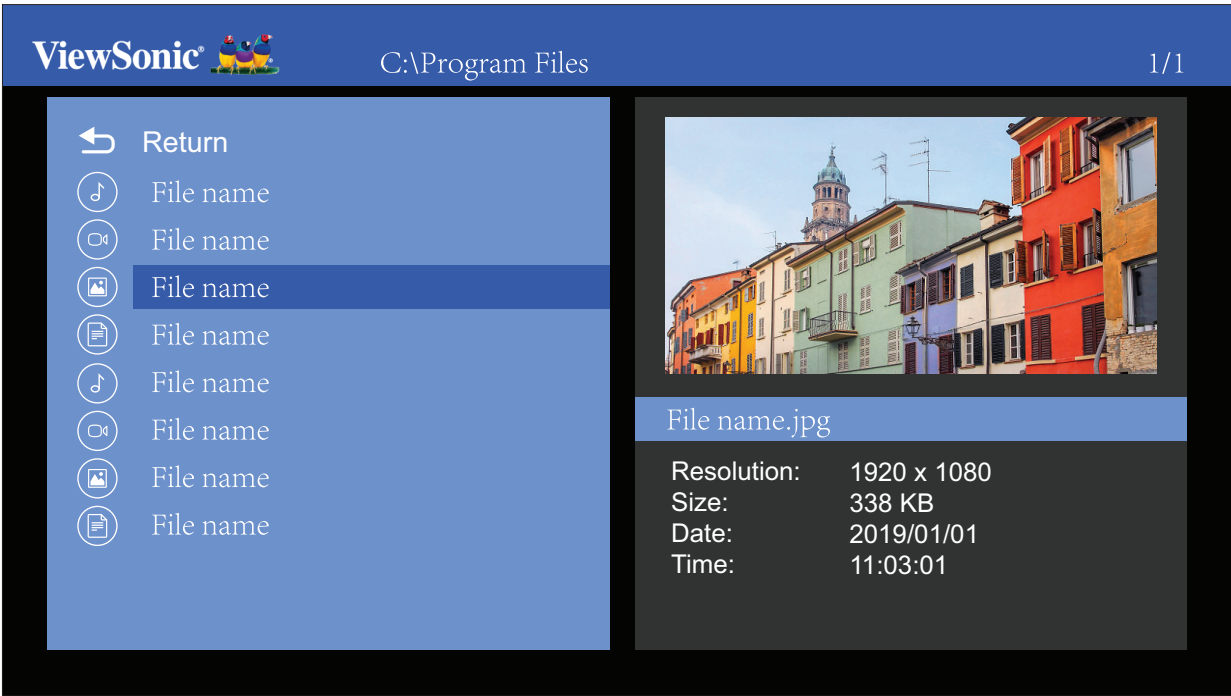 ViewSonic®
C:\Program Files
1/1
Return
File name
File name
File name
File name
File name
File name
File name
File name
File name.jpg
Resolution: 1920 x 1080
Size: 338 KB
Date: 2019/01/01
Time: 11:03:01